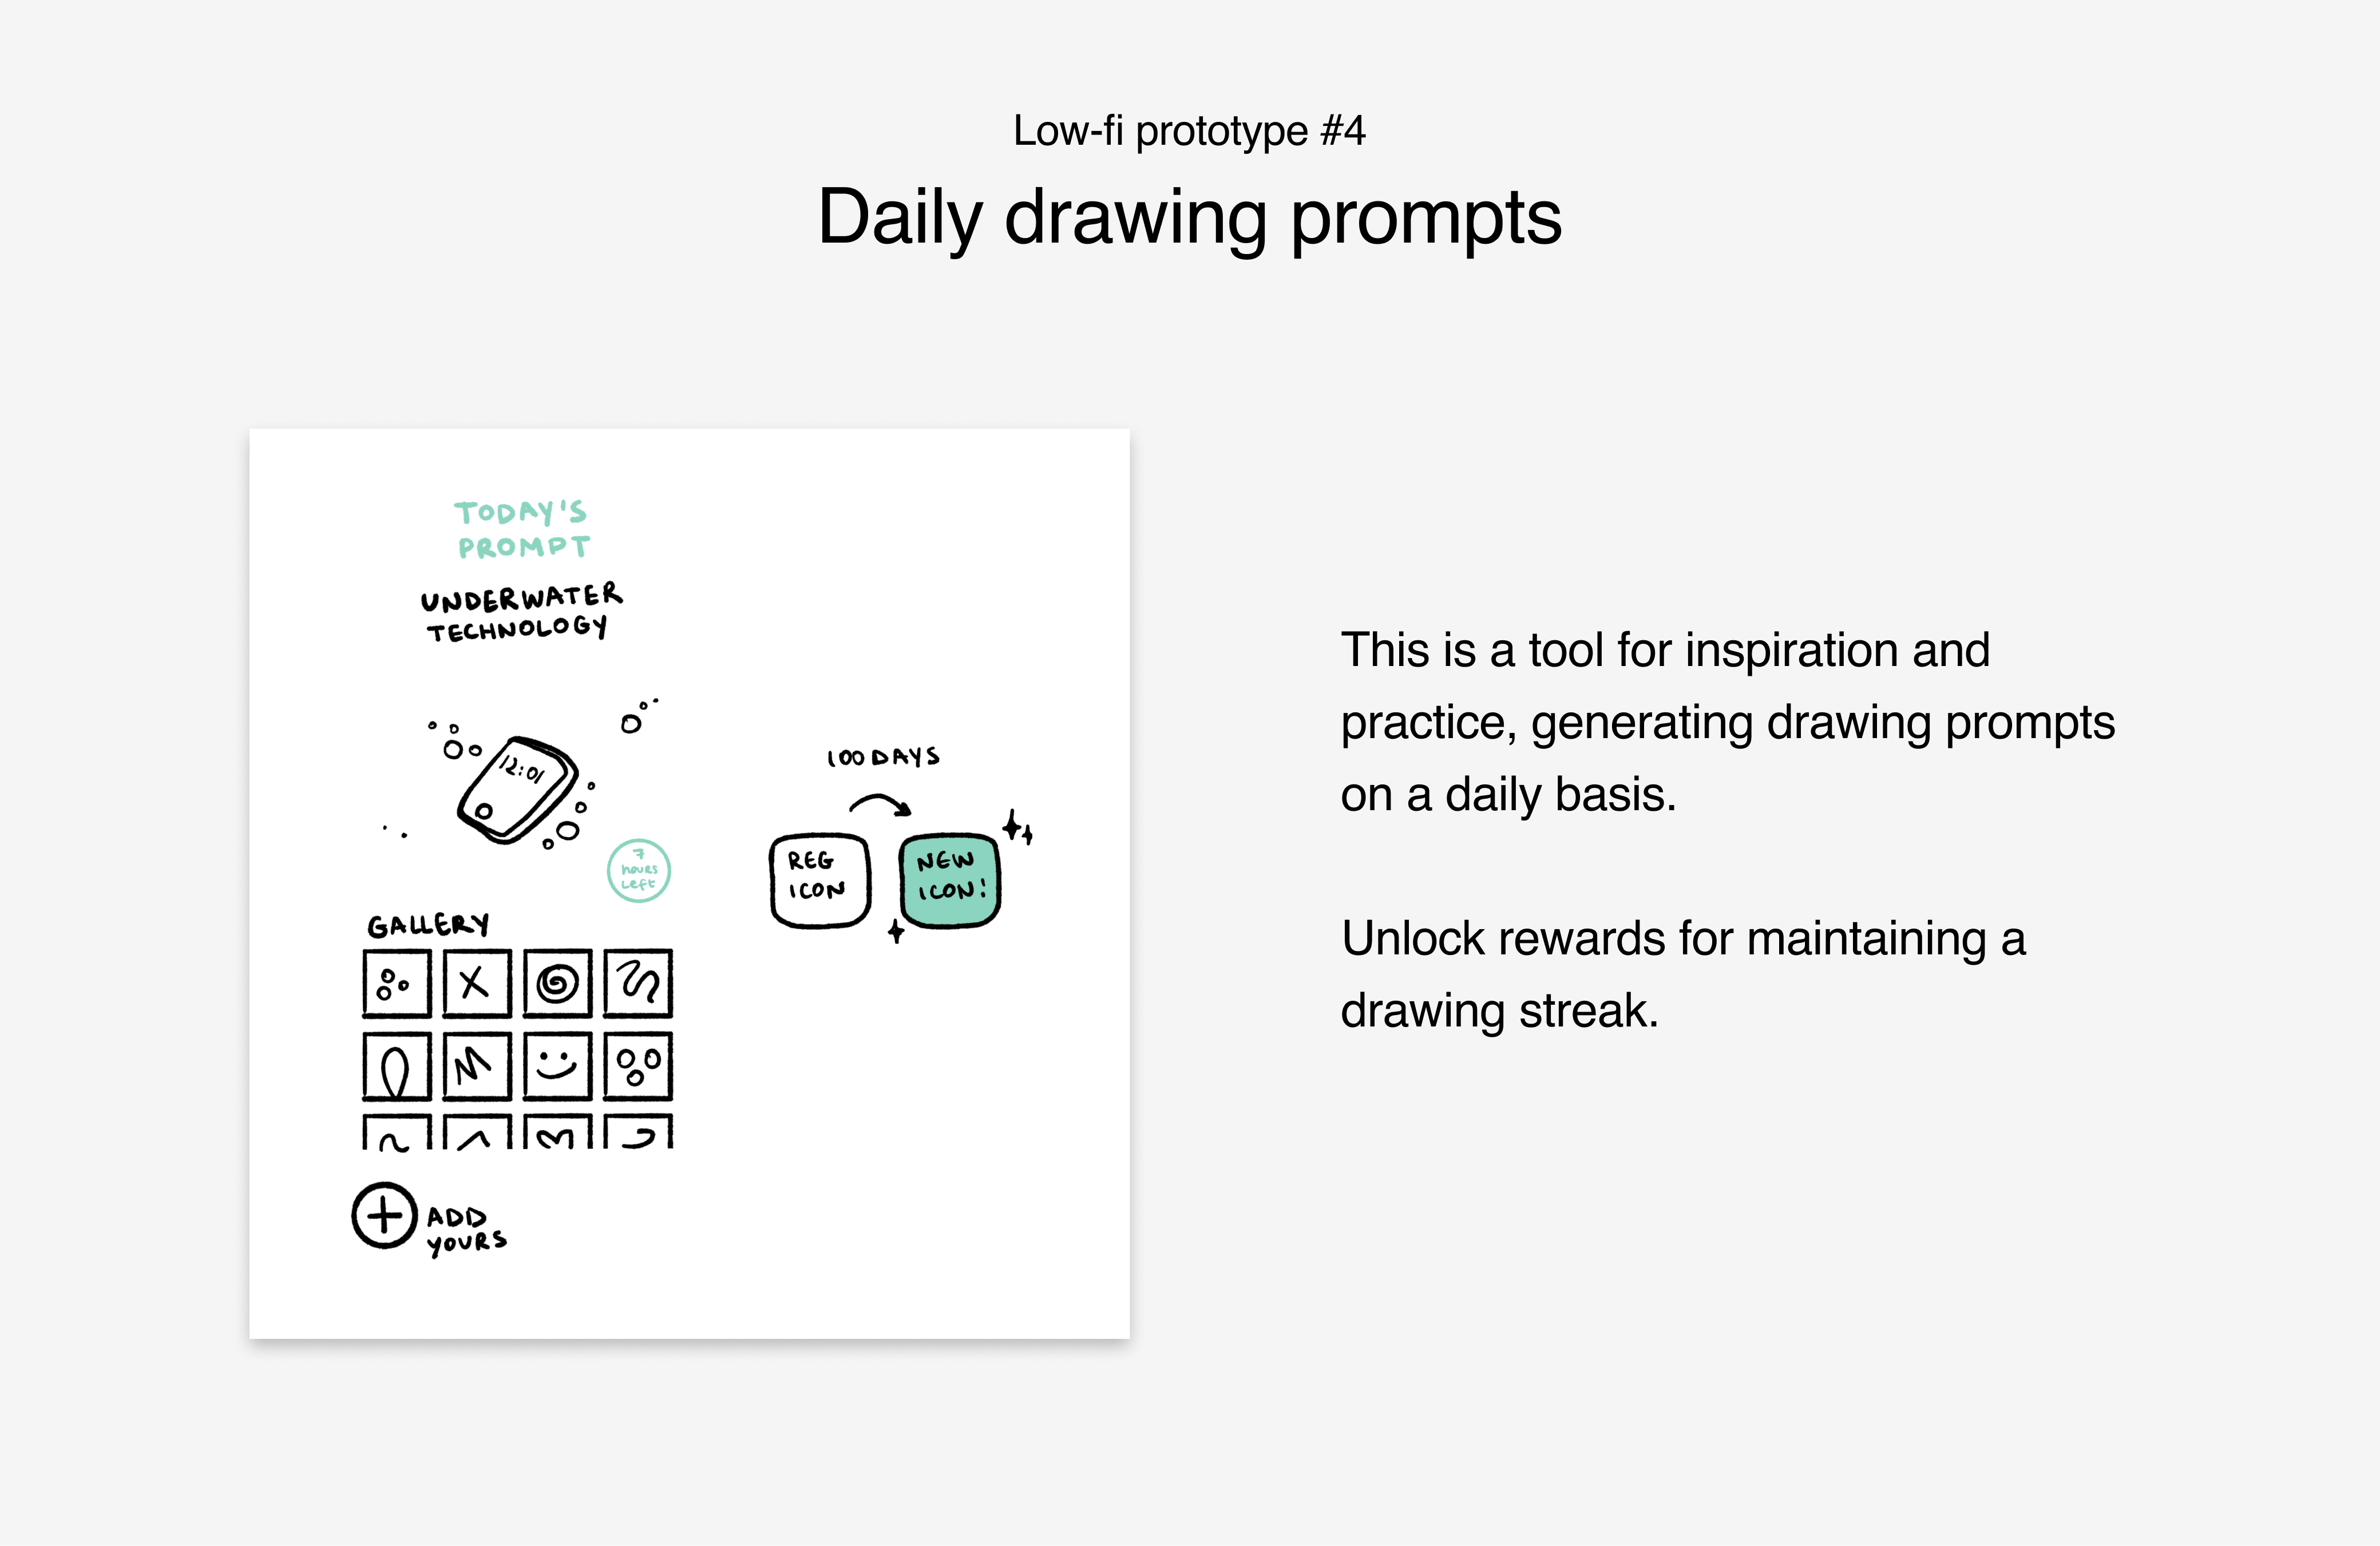 Low-fi prototype #4
Daily drawing prompts
TODAY'S
PROMPT
UNDERWATER
TECHNOLOGY
12:01
7
hours
left
GALLERY
ADD
YOURS
100 DAYS
REG
ICON
NEW
ICON!
This is a tool for inspiration and
practice, generating drawing prompts
on a daily basis.
Unlock rewards for maintaining a
drawing streak.